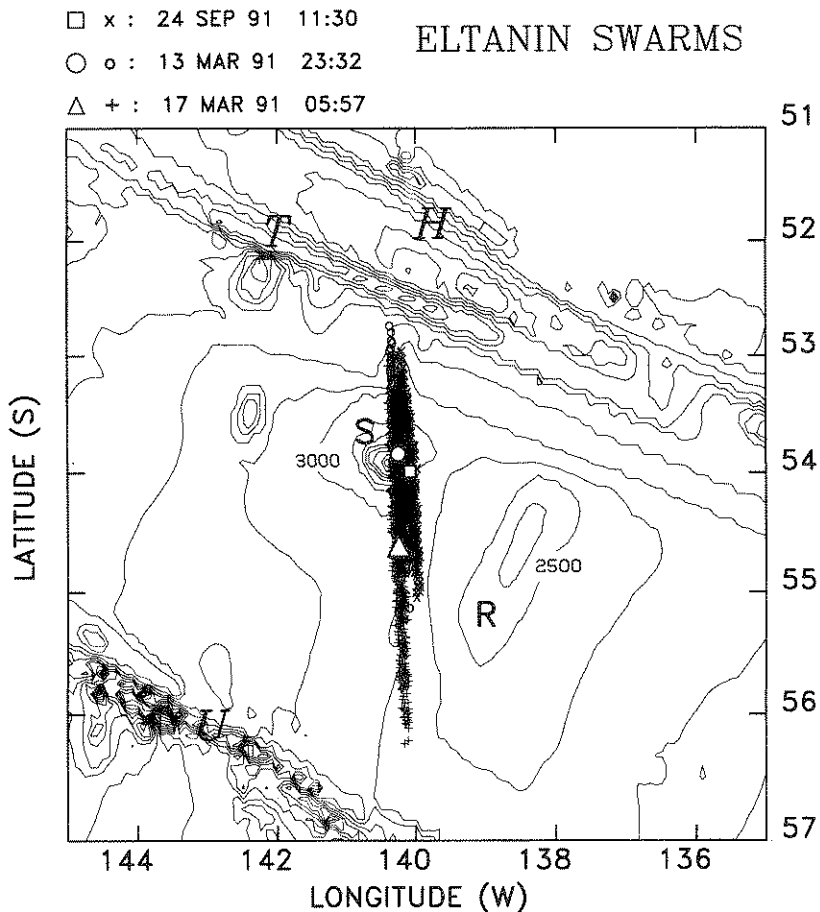 □ x : 24 SEP 91 11:30
○ o : 13 MAR 91 23:32
△ + : 17 MAR 91 05:57
ELTANIN SWARMS
51
52
53
54
55
56
57
T
H
S
3000
2500
R
U
LATITUDE (S)
144 142 140 138 136
LONGITUDE (W)